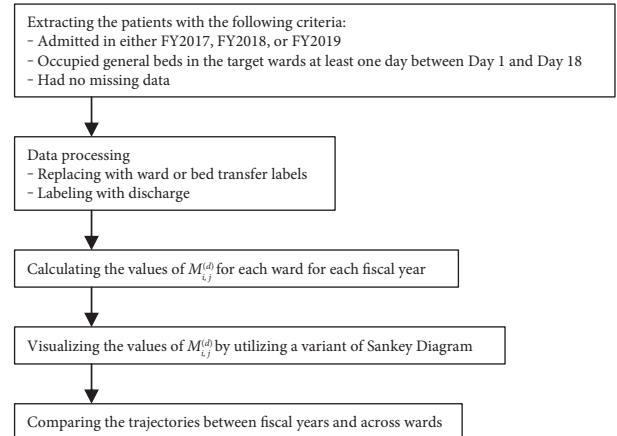 Extracting the patients with the following criteria:
- Admitted in either FY2017, FY2018, or FY2019
- Occupied general beds in the target wards at least one day between Day 1 and Day 18
- Had no missing data
Data processing
- Replacing with ward or bed transfer labels
- Labeling with discharge
Calculating the values of M_{i,j}^{(d)} for each ward for each fiscal year
Visualizing the values of M_{i,j}^{(d)} by utilizing a variant of Sankey Diagram
Comparing the trajectories between fiscal years and across wards